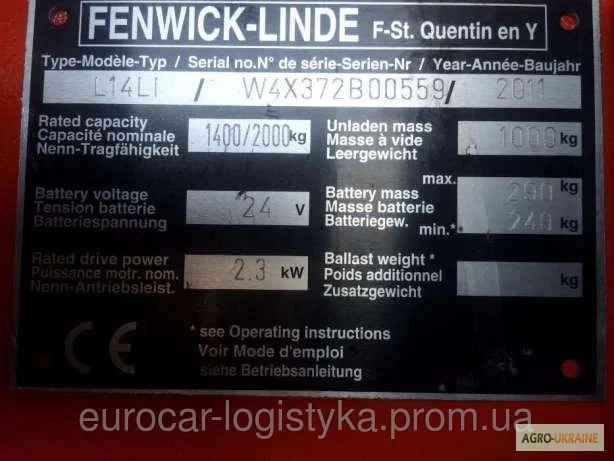 FENWICK-LINDE F-St. Quentin en Y
Type-Modèle-Typ / Serial no.N° de série-Serien-Nr / Year-Année-Baujahr
L14LI / W4X372B00559 / 2011
Rated capacity
Capacité nominale
Nenn-Tragfähigkeit
1400/2000 kg
Unladen mass
Masse à vide
Leergewicht
1000 kg
Battery voltage
Tension batterie
Batteriespannung
24 V
max.
Battery mass
Masse batterie
Batteriegew. min.*
290 kg
240 kg
Rated drive power
Puissance motr. nom.
Nenn-Antriebsleist.
2.3 kW
Ballast weight *
Poids additionnel
Zusatzgewicht
kg
CE
* see Operating instructions
Voir Mode d'emploi
siehe Betriebsanleitung
eurocar-logistyka.prom.ua
AGRO-UKRAINE